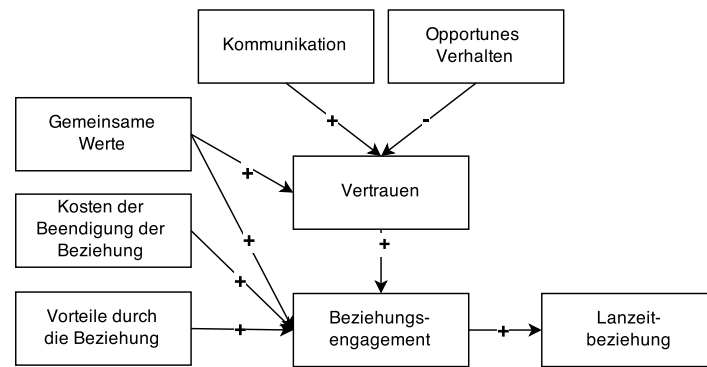 Kommunikation
Opportunes
Verhalten
+
-
Gemeinsame
Werte
+
Vertrauen
Kosten der
Beendigung der
Beziehung
+
+
+
Vorteile durch
die Beziehung
+
Beziehungs-
engagement
+
Lanzeit-
beziehung